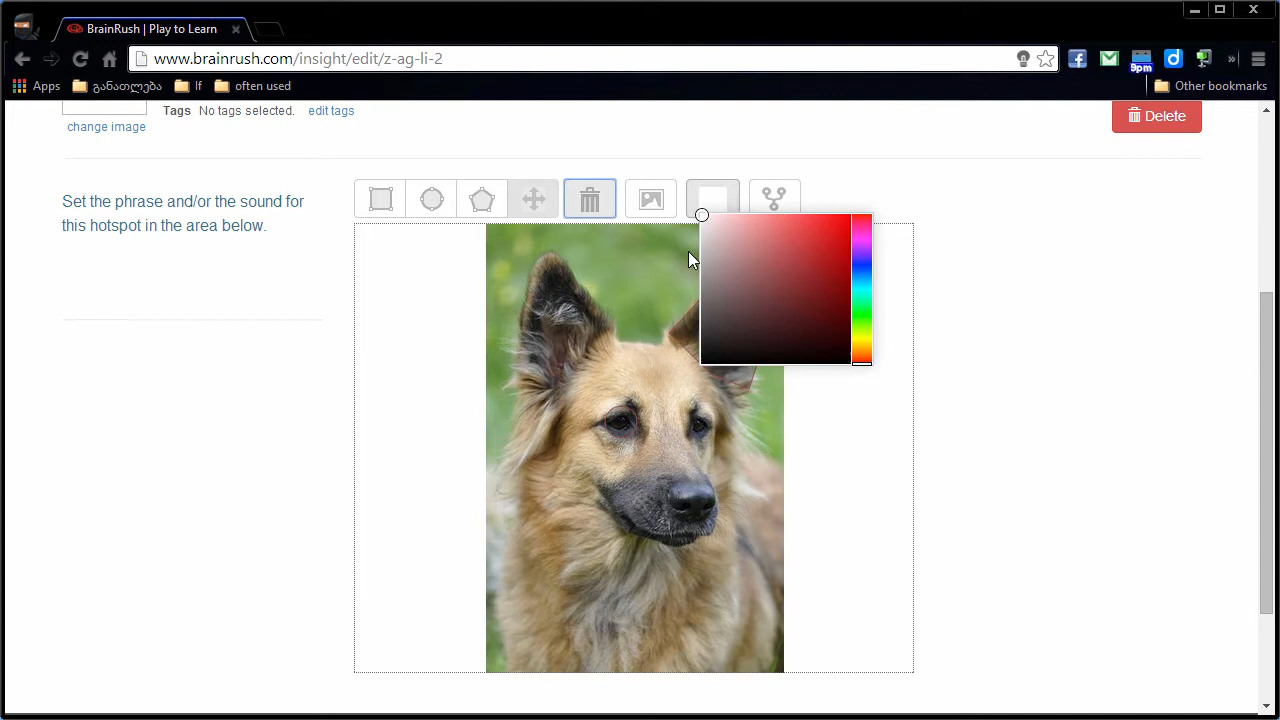 BrainRush | Play to Learn
www.brainrush.com/insight/edit/z-ag-li-2
9pm
Apps განათლება If often used Other bookmarks
Tags No tags selected. edit tags
change image
Delete
Set the phrase and/or the sound for
this hotspot in the area below.